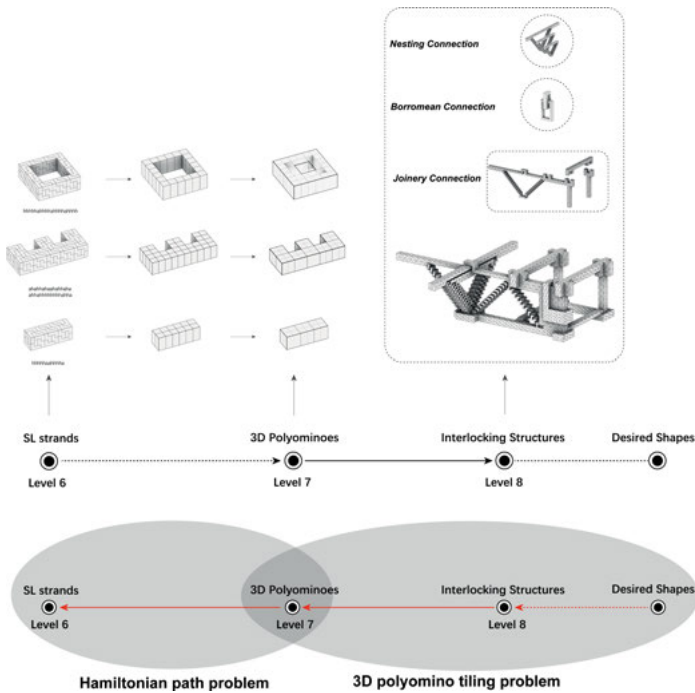 Nesting Connection
Borromean Connection
Joinery Connection
SL strands
3D Polyominoes
Interlocking Structures
Desired Shapes
Level 6
Level 7
Level 8
SL strands
3D Polyominoes
Interlocking Structures
Desired Shapes
Level 6
Level 7
Level 8
Hamiltonian path problem
3D polyomino tiling problem